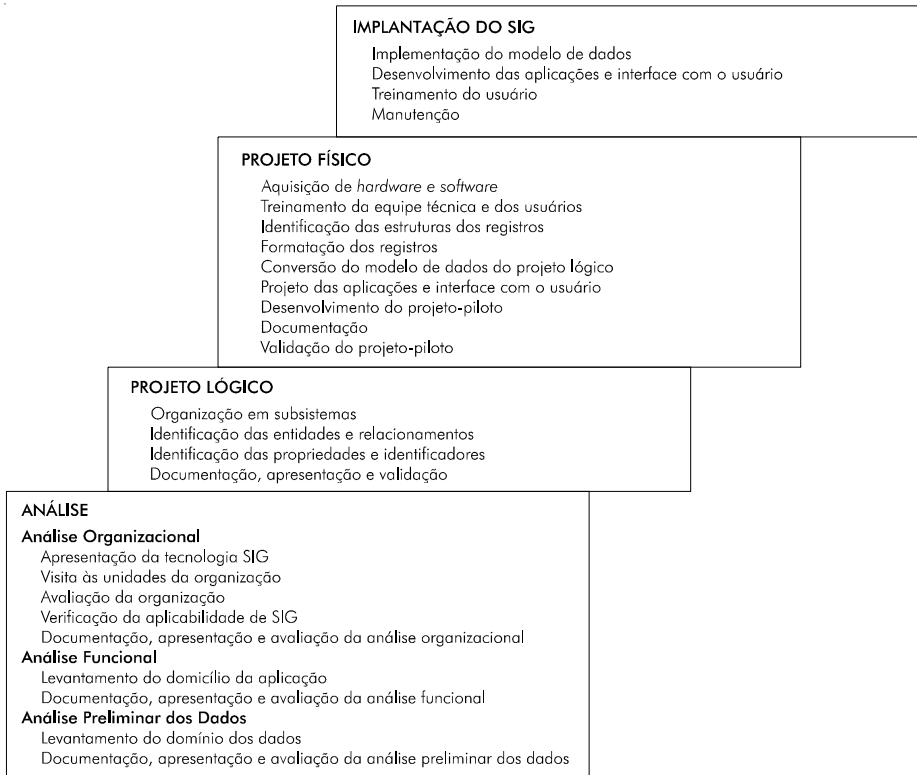 IMPLANTAÇÃO DO SIG
Implementação do modelo de dados
Desenvolvimento das aplicações e interface com o usuário
Treinamento do usuário
Manutenção
PROJETO FÍSICO
Aquisição de hardware e software
Treinamento da equipe técnica e dos usuários
Identificação das estruturas dos registros
Formatação dos registros
Conversão do modelo de dados do projeto lógico
Projeto das aplicações e interface com o usuário
Desenvolvimento do projeto-piloto
Documentação
Validação do projeto-piloto
PROJETO LÓGICO
Organização em subsistemas
Identificação das entidades e relacionamentos
Identificação das propriedades e identificadores
Documentação, apresentação e validação
ANÁLISE
Análise Organizacional
Apresentação da tecnologia SIG
Visita às unidades da organização
Avaliação da organização
Verificação da aplicabilidade de SIG
Documentação, apresentação e avaliação da análise organizacional
Análise Funcional
Levantamento do domicílio da aplicação
Documentação, apresentação e avaliação da análise funcional
Análise Preliminar dos Dados
Levantamento do domínio dos dados
Documentação, apresentação e avaliação da análise preliminar dos dados